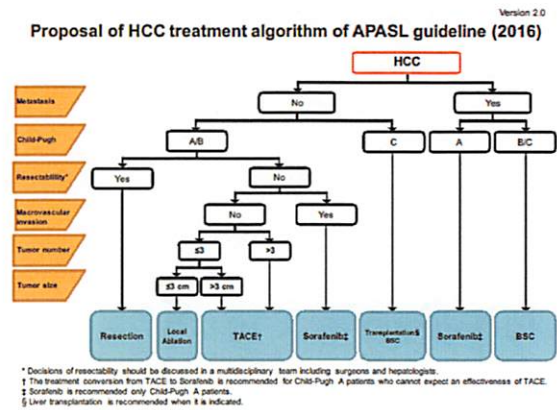 Version 2.0
Proposal of HCC treatment algorithm of APASL guideline (2016)
HCC
Metastasis
No
Yes
Child-Pugh
A/B
C
A
B/C
Resectability*
Yes
No
Macrovascular
invasion
No
Yes
Tumor number
≤3
>3
Tumor size
≤3 cm
>3 cm
Resection
Local
Ablation
TACE†
Sorafenib‡
Transplantation§
BSC
Sorafenib‡
BSC
* Decisions of resectability should be discussed in a multidisciplinary team including surgeons and hepatologies.
† The treatment conversion from TACE to Sorafenib is recommended for Child-Pugh A patients who cannot expect an effectiveness of TACE.
‡ Sorafenib is recommended only Child-Pugh A patients.
§ Liver transplantation is recommended when it is indicated.